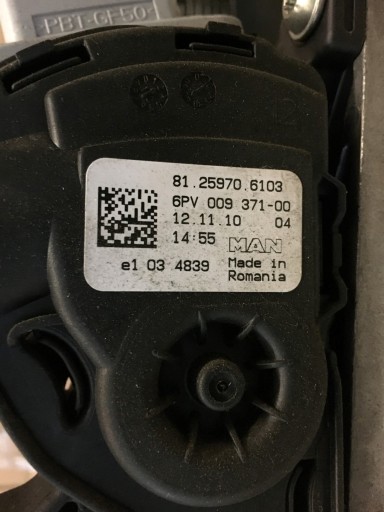 PBT-GF50
81.25970.6103
6PV 009 371-00
12.11.10 04
14:55 MAN
e1 03 4839 Made in
Romania